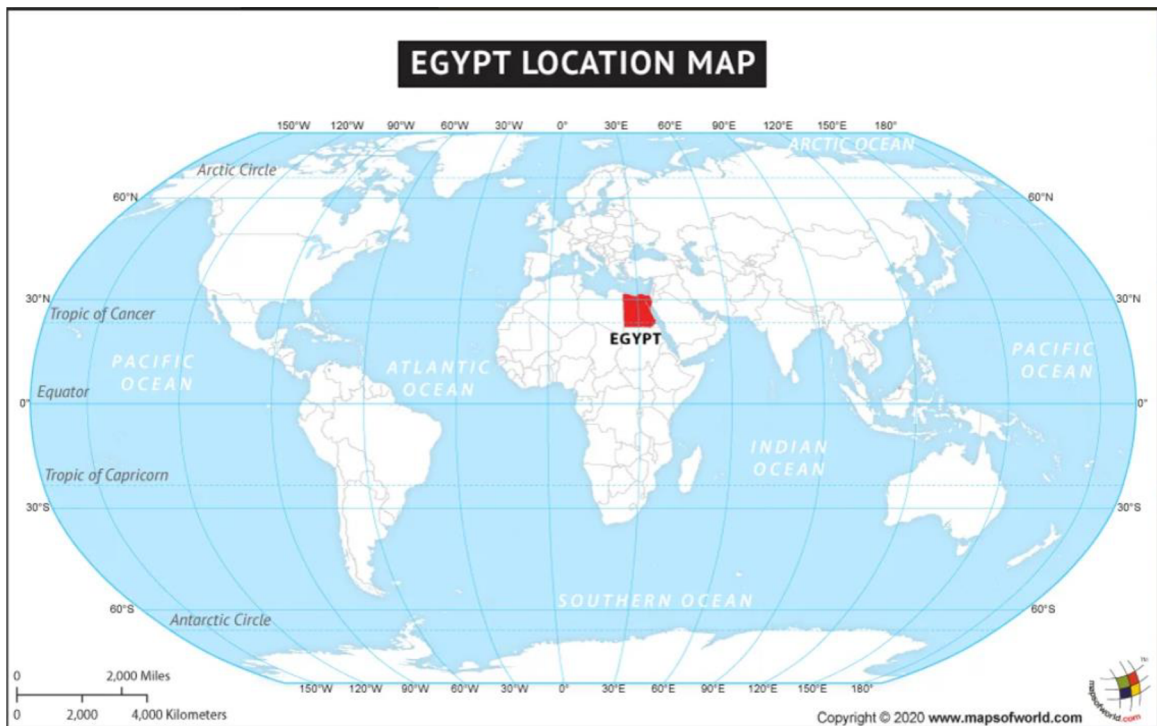 EGYPT LOCATION MAP
150°W 120°W 90°W 60°W 30°W 0° 30°E 60°E 90°E 120°E 150°E 180°
ARCTIC OCEAN
Arctic Circle
60°N 60°N
30°N 30°N
Tropic of Cancer
EGYPT
PACIFIC
OCEAN
ATLANTIC
OCEAN
PACIFIC
OCEAN
Equator
0° 0°
INDIAN
OCEAN
Tropic of Capricorn
30°S 30°S
SOUTHERN OCEAN
60°S 60°S
Antarctic Circle
150°W 120°W 90°W 60°W 30°W 0° 30°E 60°E 90°E 120°E 150°E 180°
0 2,000 Miles
0 2,000 4,000 Kilometers
TM
mapsofworld.com
Copyright © 2020 www.mapsofworld.com